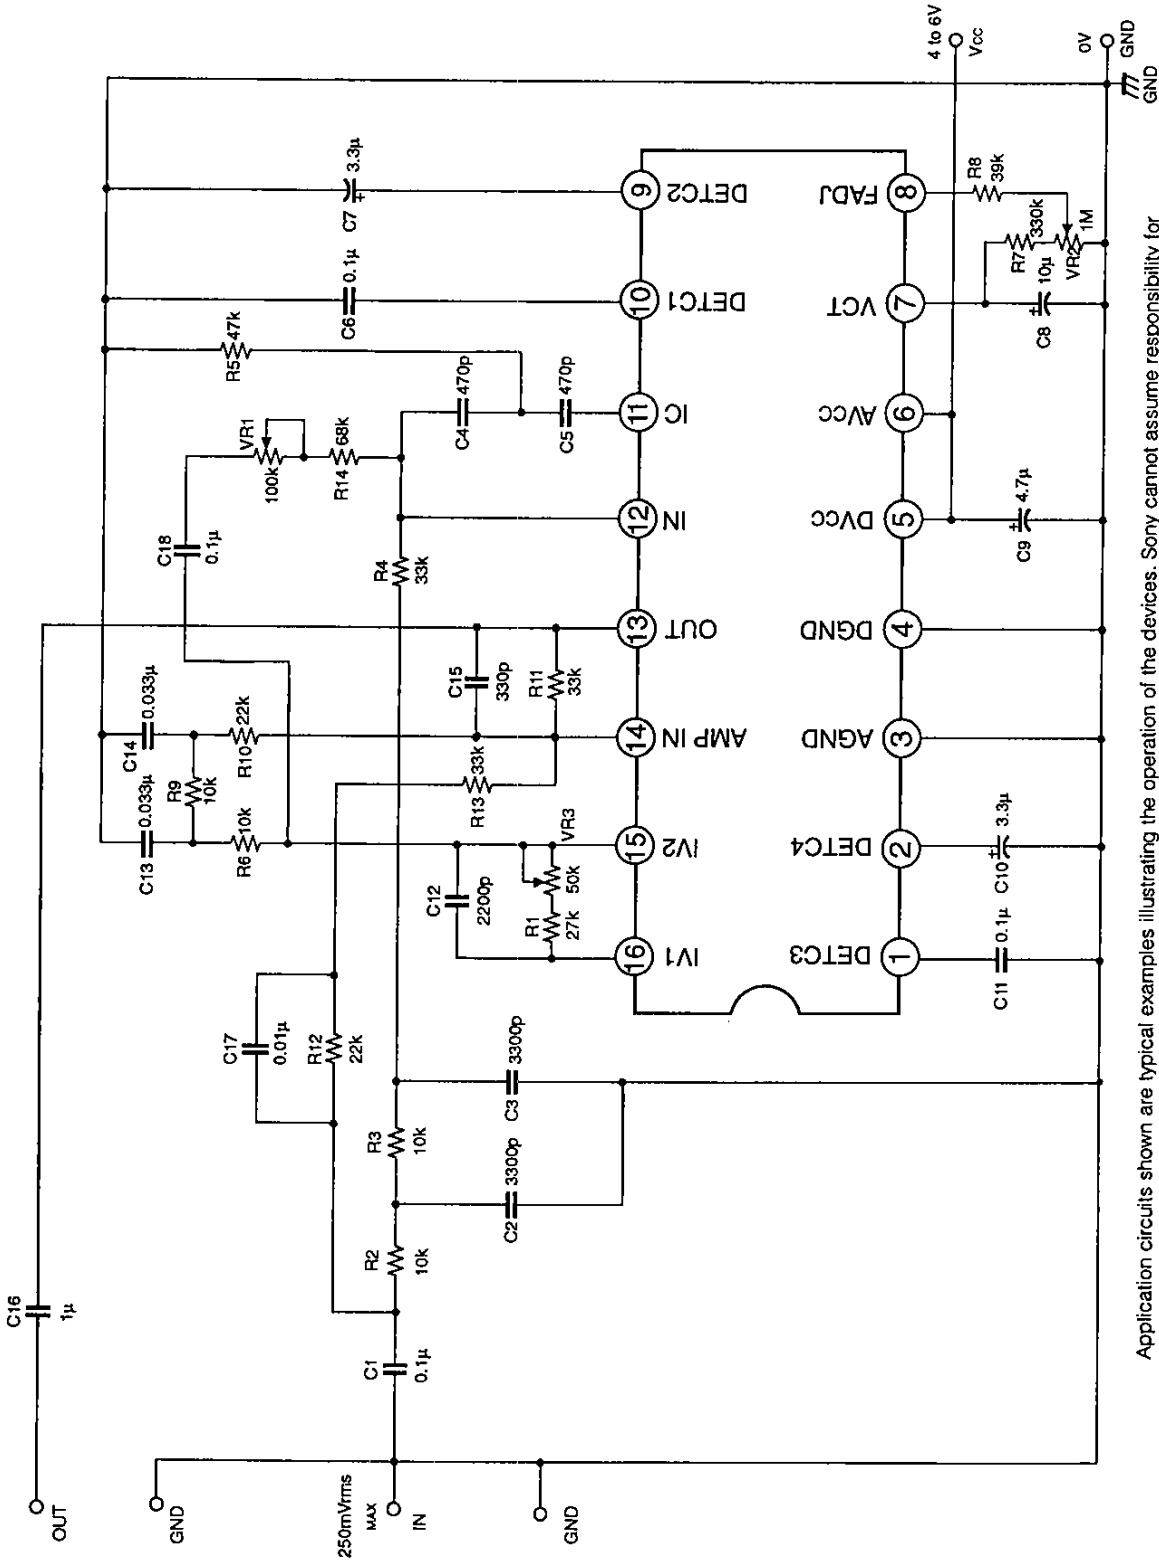 C16
1μ
OUT
GND
250mVrms
MAX
IN
GND
C1
0.1μ
R2
10k
C2
3300p
R3
10k
C3
3300p
C17
0.01μ
R12
22k
R13
33k
C13
0.033μ
C14
0.033μ
R9
10k
R6
10k
R10
22k
C18
0.1μ
VR1
100k
R14
68k
R4
33k
R5
47k
C4
470p
C5
470p
C6
0.1μ
C7
3.3μ
+
C12
2200p
R1
27k
VR3
50k
C15
330p
R11
33k
16
IV1
15
IV2
14
AMP IN
13
OUT
12
IN
11
IC
10
DETC1
9
DETC2
1
DETC3
2
DETC4
3
AGND
4
DGND
5
DVCC
6
AVCC
7
VCT
8
FADJ
C11
0.1μ
C10
3.3μ
+
C9
4.7μ
+
C8
10μ
+
R7
330k
VR2
1M
R8
39k
4 to 6V
Vcc
0V
GND
GND
Application circuits shown are typical examples illustrating the operation of the devices. Sony cannot assume responsibility for